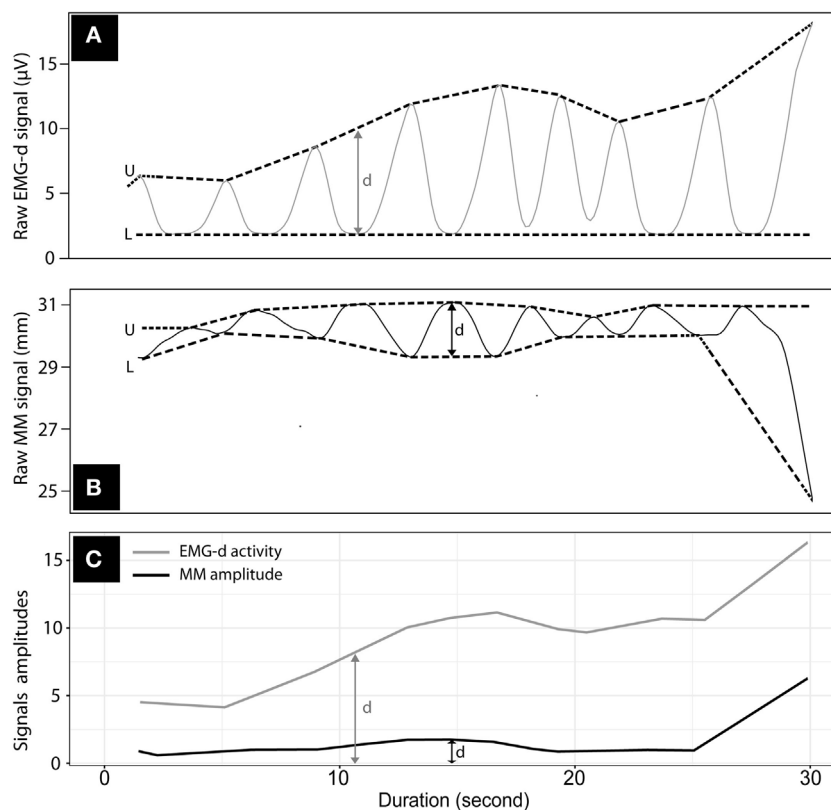 A
Raw EMG-d signal (µV)
15
10
5
0
U
L
d
B
Raw MM signal (mm)
31
29
27
25
U
L
d
C
EMG-d activity
MM amplitude
Signals amplitudes
15
10
5
0
d
d
0 10 20 30
Duration (second)